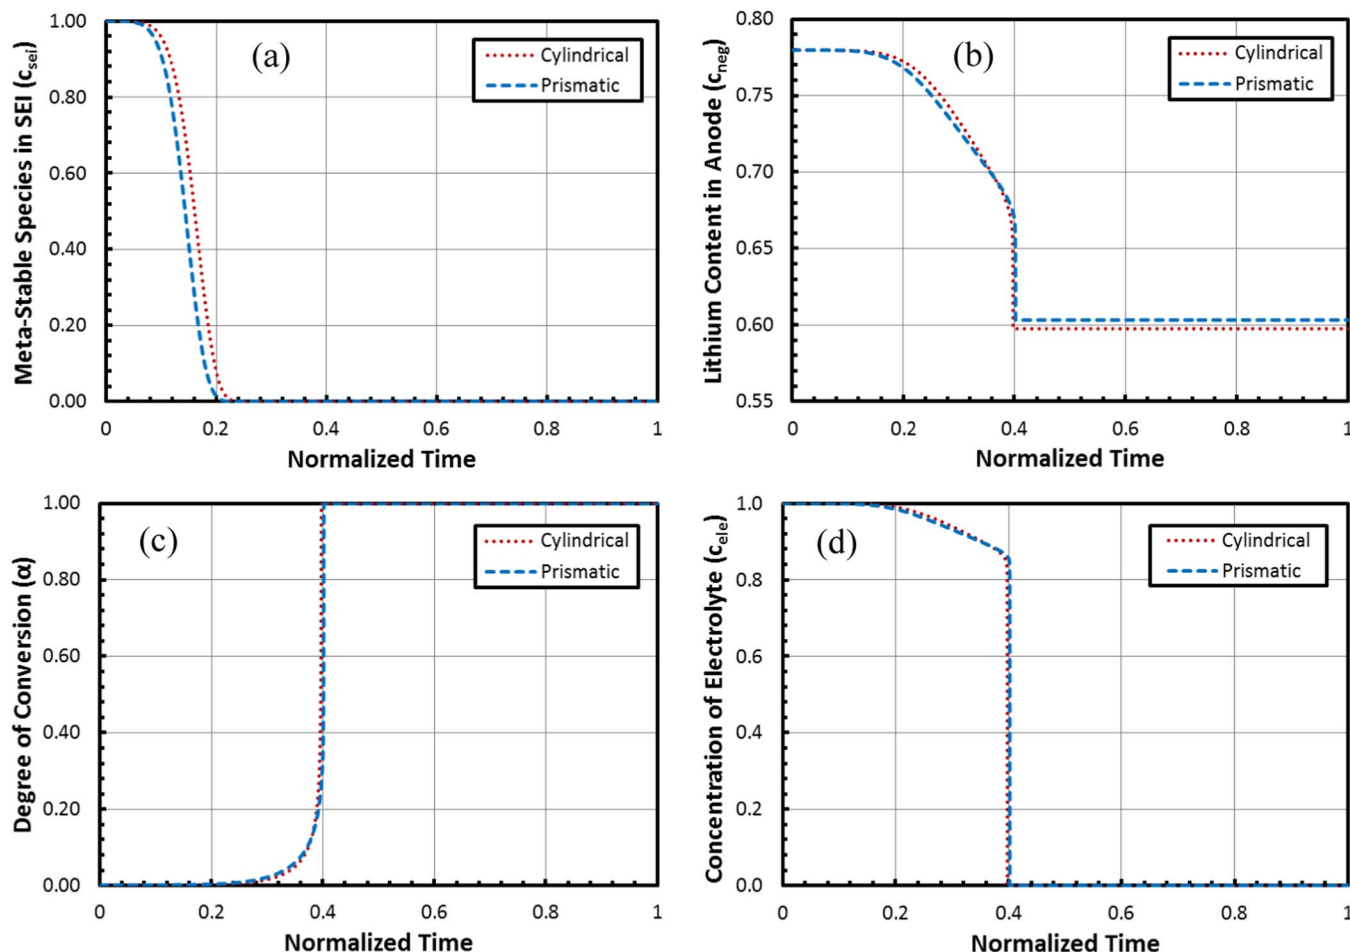 Meta-Stable Species in SEI (c_sei)
1.00
0.80
0.60
0.40
0.20
0.00
(a)
Cylindrical
Prismatic
0 0.2 0.4 0.6 0.8 1
Normalized Time
Lithium Content in Anode (c_neg)
0.80
0.75
0.70
0.65
0.60
0.55
(b)
Cylindrical
Prismatic
0 0.2 0.4 0.6 0.8 1
Normalized Time
Degree of Conversion (α)
1.00
0.80
0.60
0.40
0.20
0.00
(c)
Cylindrical
Prismatic
0 0.2 0.4 0.6 0.8 1
Normalized Time
Concentration of Electrolyte (c_ele)
1.0
0.8
0.6
0.4
0.2
0.0
(d)
Cylindrical
Prismatic
0 0.2 0.4 0.6 0.8 1
Normalized Time